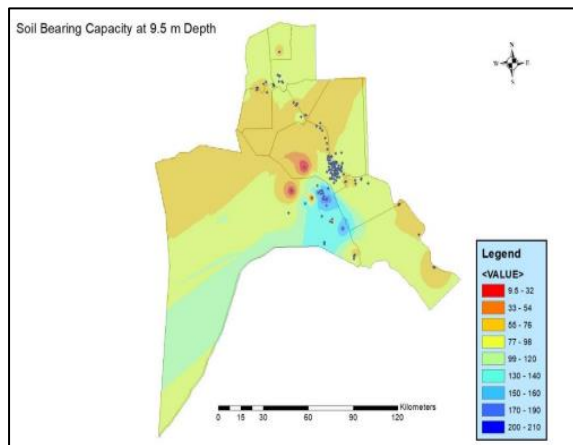 Soil Bearing Capacity at 9.5 m Depth
N
W E
S
Legend
<VALUE>
9.5 - 32
33 - 54
55 - 76
77 - 98
99 - 120
130 - 140
150 - 160
170 - 190
200 - 210
Kilometers
0 15 30 60 90 120